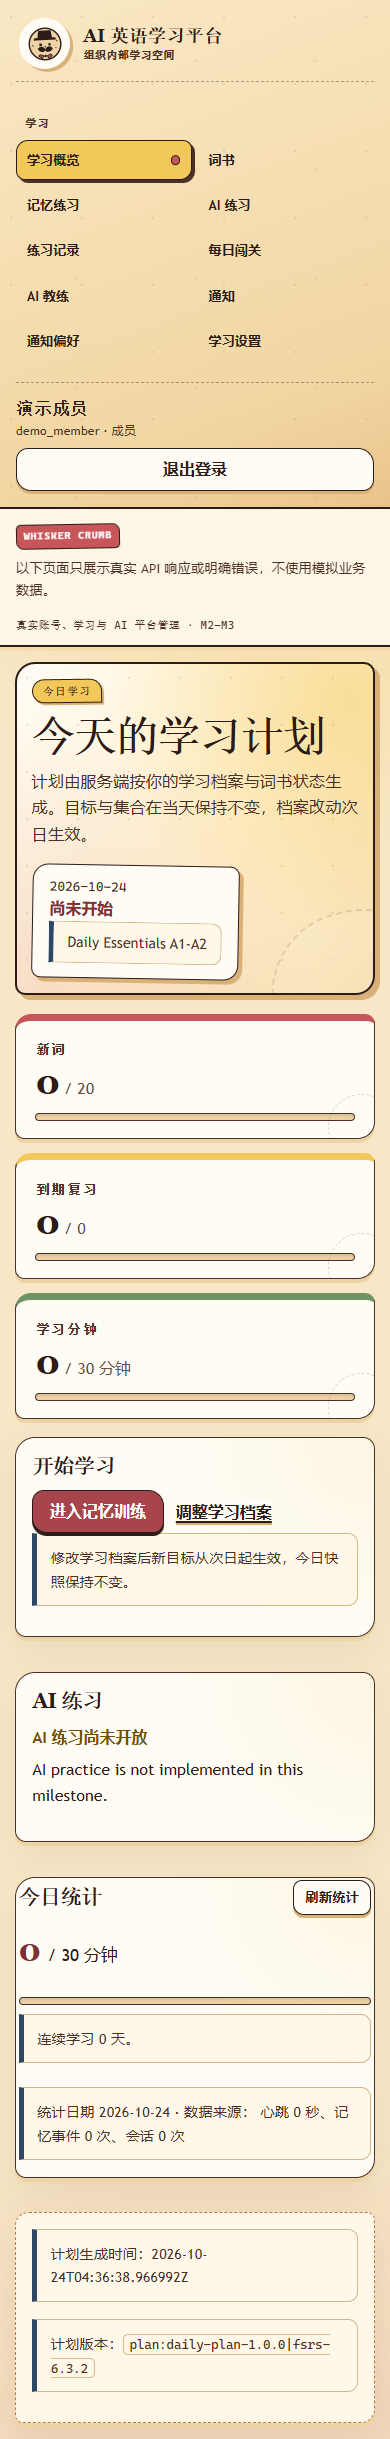 AI 英语学习平台
组织内部学习空间
学习
学习概览
词书
记忆练习
AI 练习
练习记录
每日闯关
AI 教练
通知
通知偏好
学习设置
演示成员
demo_member · 成员
退出登录
WHISKER CRUMB
以下页面只展示真实 API 响应或明确错误，不使用模拟业务
数据。
真实账号、学习与 AI 平台管理 · M2–M3
今日学习
今天的学习计划
计划由服务端按你的学习档案与词书状态生
成。目标与集合在当天保持不变，档案改动次
日生效。
2026-10-24
尚未开始
Daily Essentials A1-A2
新词
0 / 20
到期复习
0 / 0
学习分钟
0 / 30 分钟
开始学习
进入记忆训练
调整学习档案
修改学习档案后新目标从次日起生效，今日快
照保持不变。
AI 练习
AI 练习尚未开放
AI practice is not implemented in this
milestone.
今日统计
刷新统计
0 / 30 分钟
连续学习 0 天。
统计日期 2026-10-24 · 数据来源： 心跳 0 秒、记
忆事件 0 次、会话 0 次
计划生成时间：2026-10-
24T04:36:38.966992Z
计划版本：plan:daily-plan-1.0.0|fsrs-
6.3.2